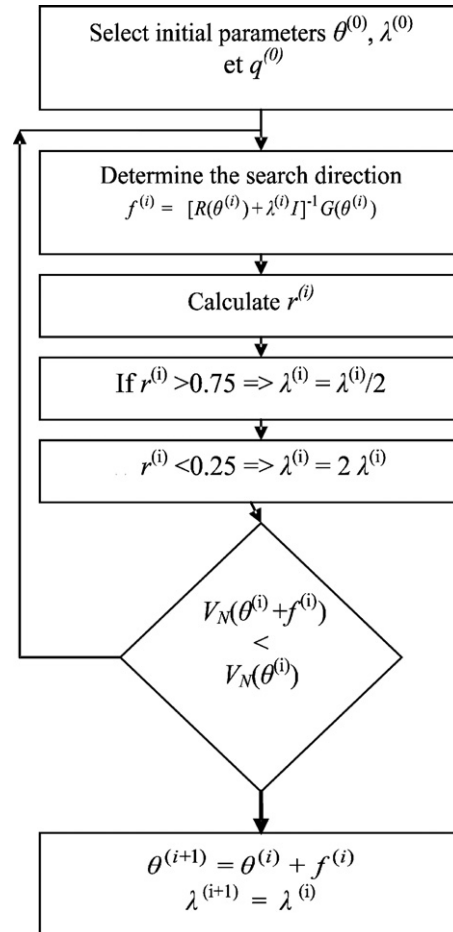 Select initial parameters θ⁽⁰⁾, λ⁽⁰⁾
et q⁽⁰⁾
Determine the search direction
f⁽ⁱ⁾ = [R(θ⁽ⁱ⁾)+λ⁽ⁱ⁾I]⁻¹G(θ⁽ⁱ⁾)
Calculate r⁽ⁱ⁾
If r⁽ⁱ⁾ >0.75 => λ⁽ⁱ⁾ = λ⁽ⁱ⁾/2
r⁽ⁱ⁾ <0.25 => λ⁽ⁱ⁾ = 2 λ⁽ⁱ⁾
V_N(θ⁽ⁱ⁾+f⁽ⁱ⁾)
<
V_N(θ⁽ⁱ⁾)
θ⁽ⁱ⁺¹⁾ = θ⁽ⁱ⁾ + f⁽ⁱ⁾
λ⁽ⁱ⁺¹⁾ = λ⁽ⁱ⁾